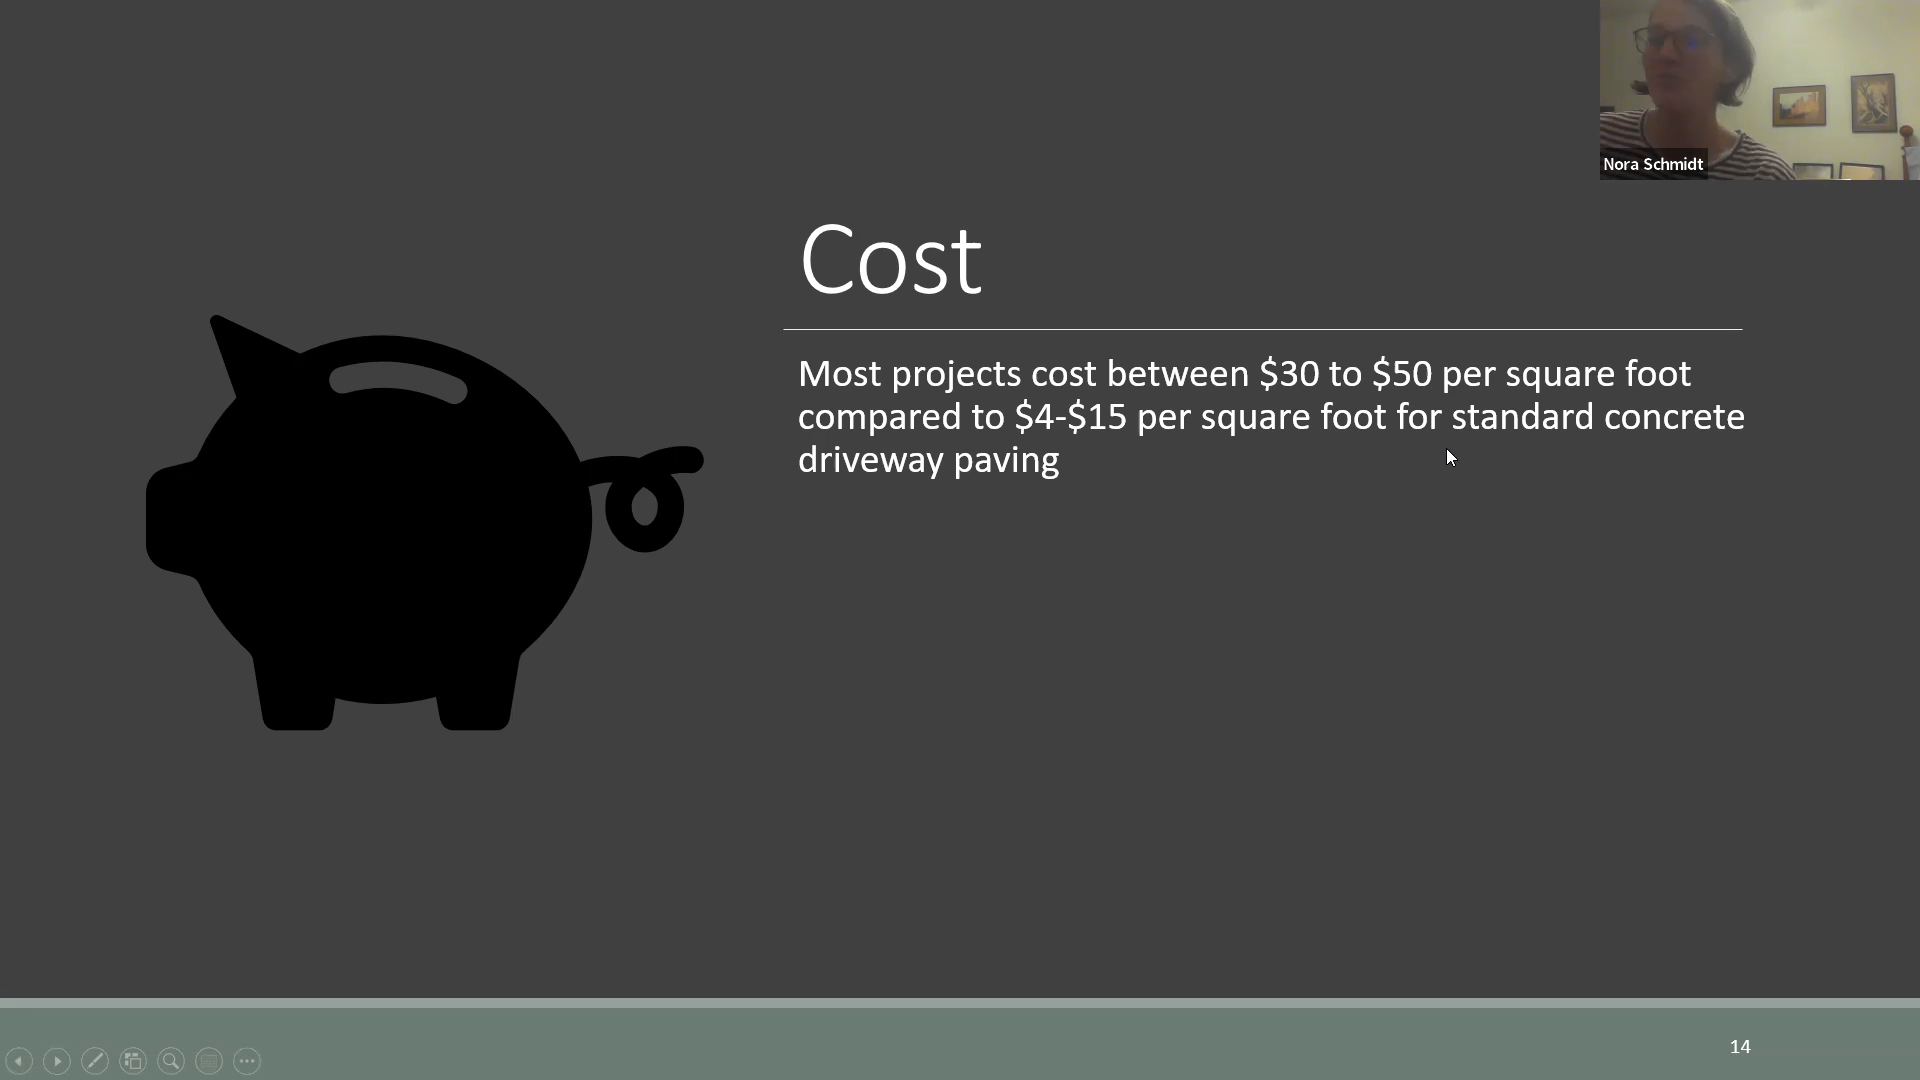 Nora Schmidt
Cost
Most projects cost between $30 to $50 per square foot
compared to $4-$15 per square foot for standard concrete
driveway paving
14